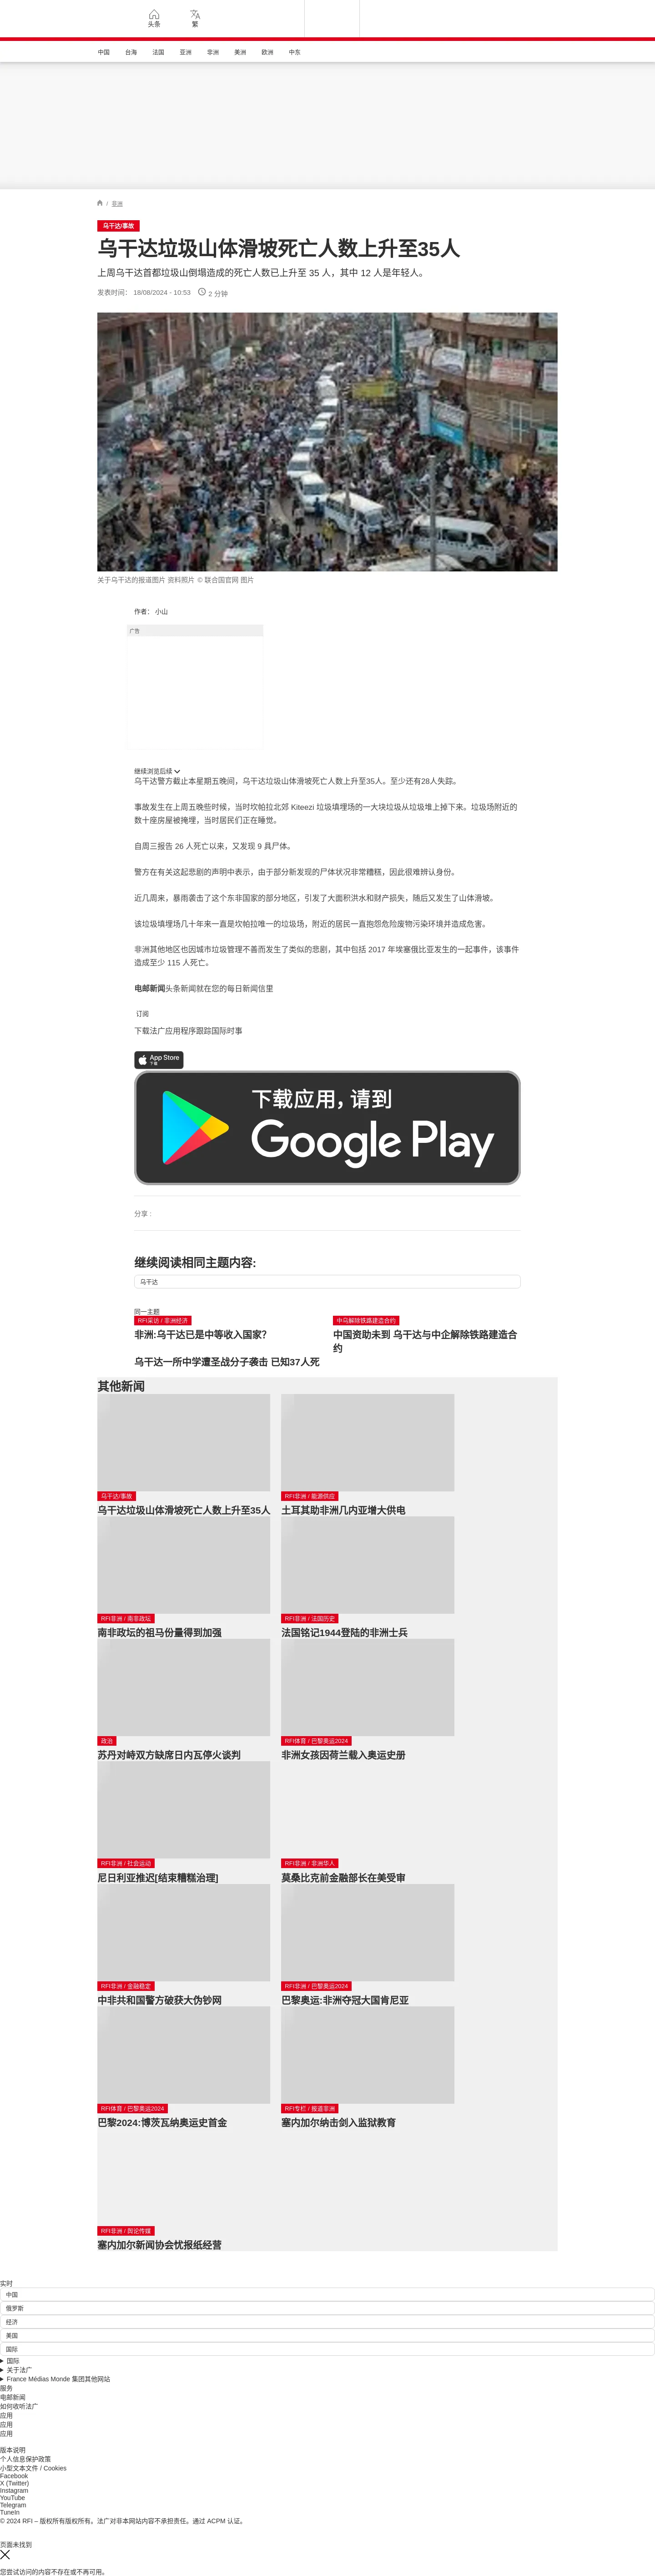 头条
繁
中国 台海 法国 亚洲 非洲 美洲 欧洲 中东
/ 非洲
乌干达/事故
乌干达垃圾山体滑坡死亡人数上升至35人
上周乌干达首都垃圾山倒塌造成的死亡人数已上升至 35 人，其中 12 人是年轻人。
发表时间： 18/08/2024 - 10:53 2 分钟
关于乌干达的报道图片 资料照片 © 联合国官网 图片
作者： 小山
广告
继续浏览后续
乌干达警方截止本星期五晚间，乌干达垃圾山体滑坡死亡人数上升至35人。至少还有28人失踪。
事故发生在上周五晚些时候，当时坎帕拉北郊 Kiteezi 垃圾填埋场的一大块垃圾从垃圾堆上掉下来。垃圾场附近的
数十座房屋被掩埋，当时居民们正在睡觉。
自周三报告 26 人死亡以来，又发现 9 具尸体。
警方在有关这起悲剧的声明中表示，由于部分新发现的尸体状况非常糟糕，因此很难辨认身份。
近几周来，暴雨袭击了这个东非国家的部分地区，引发了大面积洪水和财产损失，随后又发生了山体滑坡。
该垃圾填埋场几十年来一直是坎帕拉唯一的垃圾场，附近的居民一直抱怨危险废物污染环境并造成危害。
非洲其他地区也因城市垃圾管理不善而发生了类似的悲剧，其中包括 2017 年埃塞俄比亚发生的一起事件，该事件
造成至少 115 人死亡。
电邮新闻头条新闻就在您的每日新闻信里
订阅
下载法广应用程序跟踪国际时事
App Store
下载
下载应用，请到
Google Play
分享 :
继续阅读相同主题内容:
乌干达
同一主题
RFI采访 / 非洲经济
非洲:乌干达已是中等收入国家?
中乌解除铁路建造合约
中国资助未到 乌干达与中企解除铁路建造合
约
乌干达一所中学遭圣战分子袭击 已知37人死
其他新闻
乌干达/事故
乌干达垃圾山体滑坡死亡人数上升至35人
RFI非洲 / 能源供应
土耳其助非洲几内亚增大供电
RFI非洲 / 南非政坛
南非政坛的祖马份量得到加强
RFI非洲 / 法国历史
法国铭记1944登陆的非洲士兵
政治
苏丹对峙双方缺席日内瓦停火谈判
RFI体育 / 巴黎奥运2024
非洲女孩因荷兰载入奥运史册
RFI非洲 / 社会运动
尼日利亚推迟[结束糟糕治理]
RFI非洲 / 非洲华人
莫桑比克前金融部长在美受审
RFI非洲 / 金融稳定
中非共和国警方破获大伪钞网
RFI非洲 / 巴黎奥运2024
巴黎奥运:非洲夺冠大国肯尼亚
RFI体育 / 巴黎奥运2024
巴黎2024:博茨瓦纳奥运史首金
RFI专栏 / 报道非洲
塞内加尔纳击剑入监狱教育
RFI非洲 / 舆论传媒
塞内加尔新闻协会忧报纸经营
实时
中国
俄罗斯
经济
美国
国际
国际
关于法广
France Médias Monde 集团其他网站
服务
电邮新闻
如何收听法广
应用
应用
应用
版本说明
个人信息保护政策
小型文本文件 / Cookies
Facebook
X (Twitter)
Instagram
YouTube
Telegram
TuneIn
© 2024 RFI – 版权所有版权所有。法广对非本网站内容不承担责任。通过 ACPM 认证。
页面未找到
您尝试访问的内容不存在或不再可用。